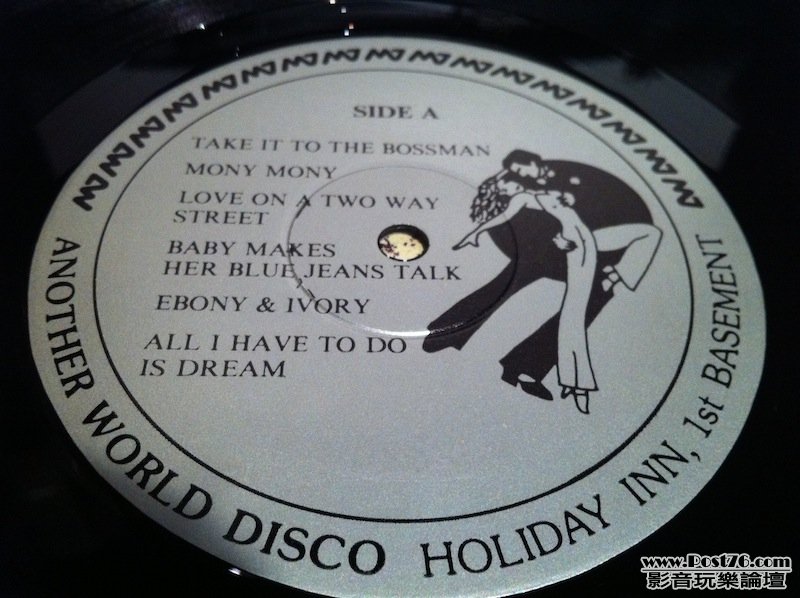 SIDE A
TAKE IT TO THE BOSSMAN
MONY MONY
LOVE ON A TWO WAY
STREET
BABY MAKES
HER BLUE JEANS TALK
EBONY & IVORY
ALL I HAVE TO DO
IS DREAM
ANOTHER WORLD DISCO HOLIDAY INN, 1st BASEMENT
www.Post76.com
影音玩樂論壇